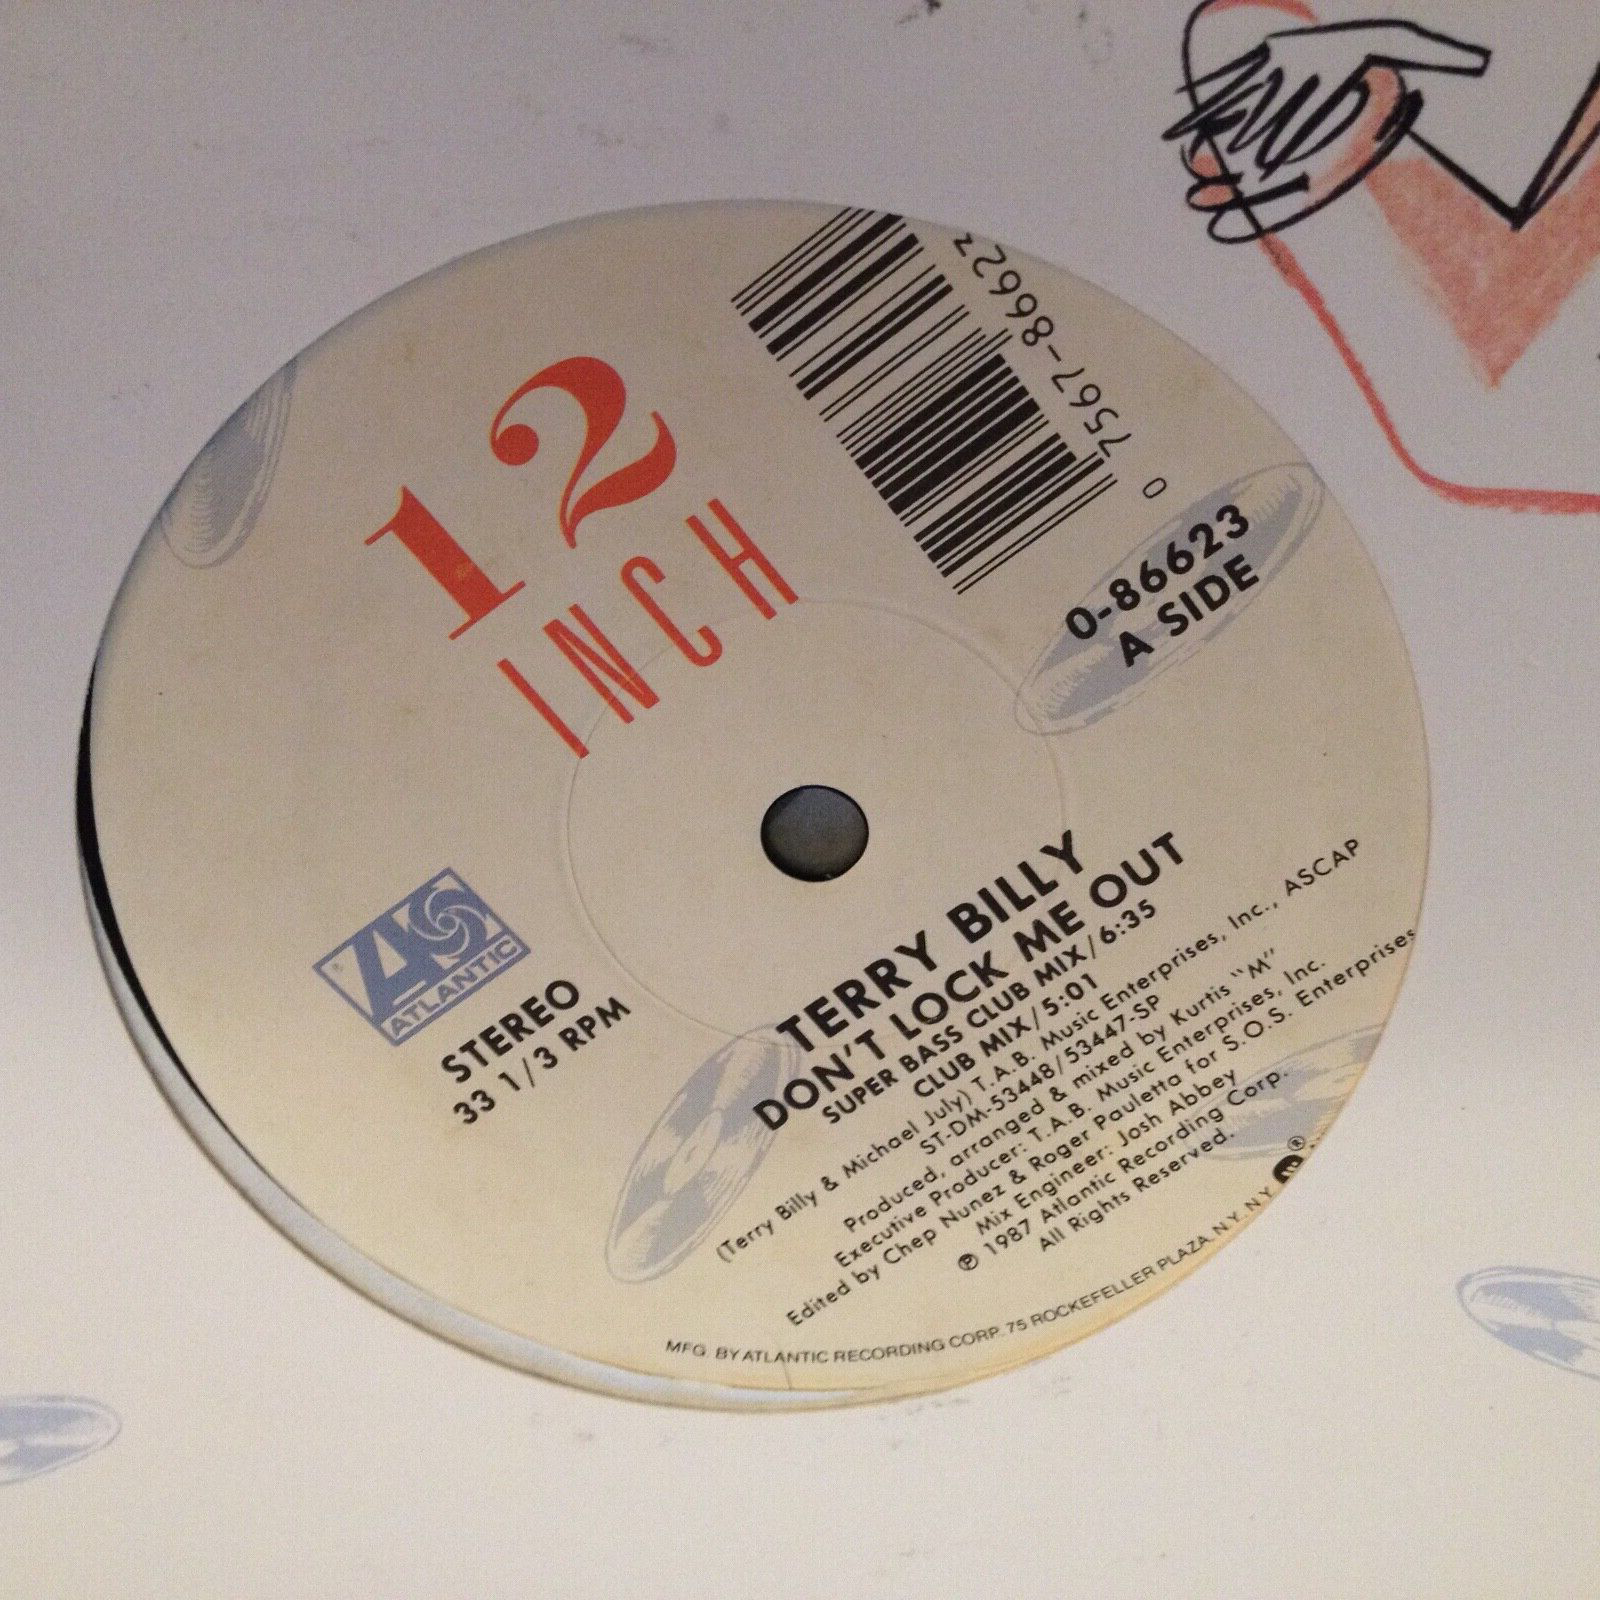 12
INCH
0 7567-86623
0-86623
A SIDE
ATLANTIC
STEREO
33 1/3 RPM
TERRY BILLY
DON'T LOCK ME OUT
SUPER BASS CLUB MIX/6:35
CLUB MIX/5:01
(Terry Billy & Michael July) T.A.B. Music Enterprises, Inc., ASCAP
ST-DM-53448/53447-SP
Produced, arranged & mixed by Kurtis "M"
Executive Producer: T.A.B. Music Enterprises, Inc.
Edited by Chep Nunez & Roger Pauletta for S.O.S. Enterprises
Mix Engineer: Josh Abbey
℗ 1987 Atlantic Recording Corp.
All Rights Reserved.
MFG. BY ATLANTIC RECORDING CORP. 75 ROCKEFELLER PLAZA, N.Y. N.Y.